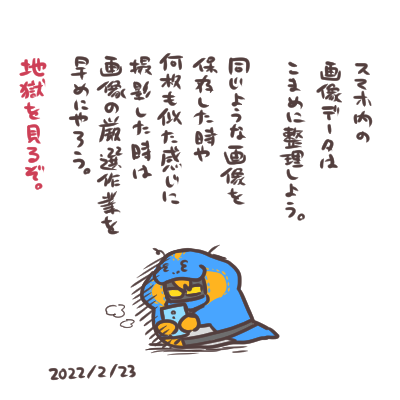 スマホ内の
画像データは
こまめに整理しよう。
同じような画像を
保存した時や
何枚も似た感じに
撮影した時は
画像の厳選作業を
早めにやろう。
地獄を見るぞ。
2022/2/23